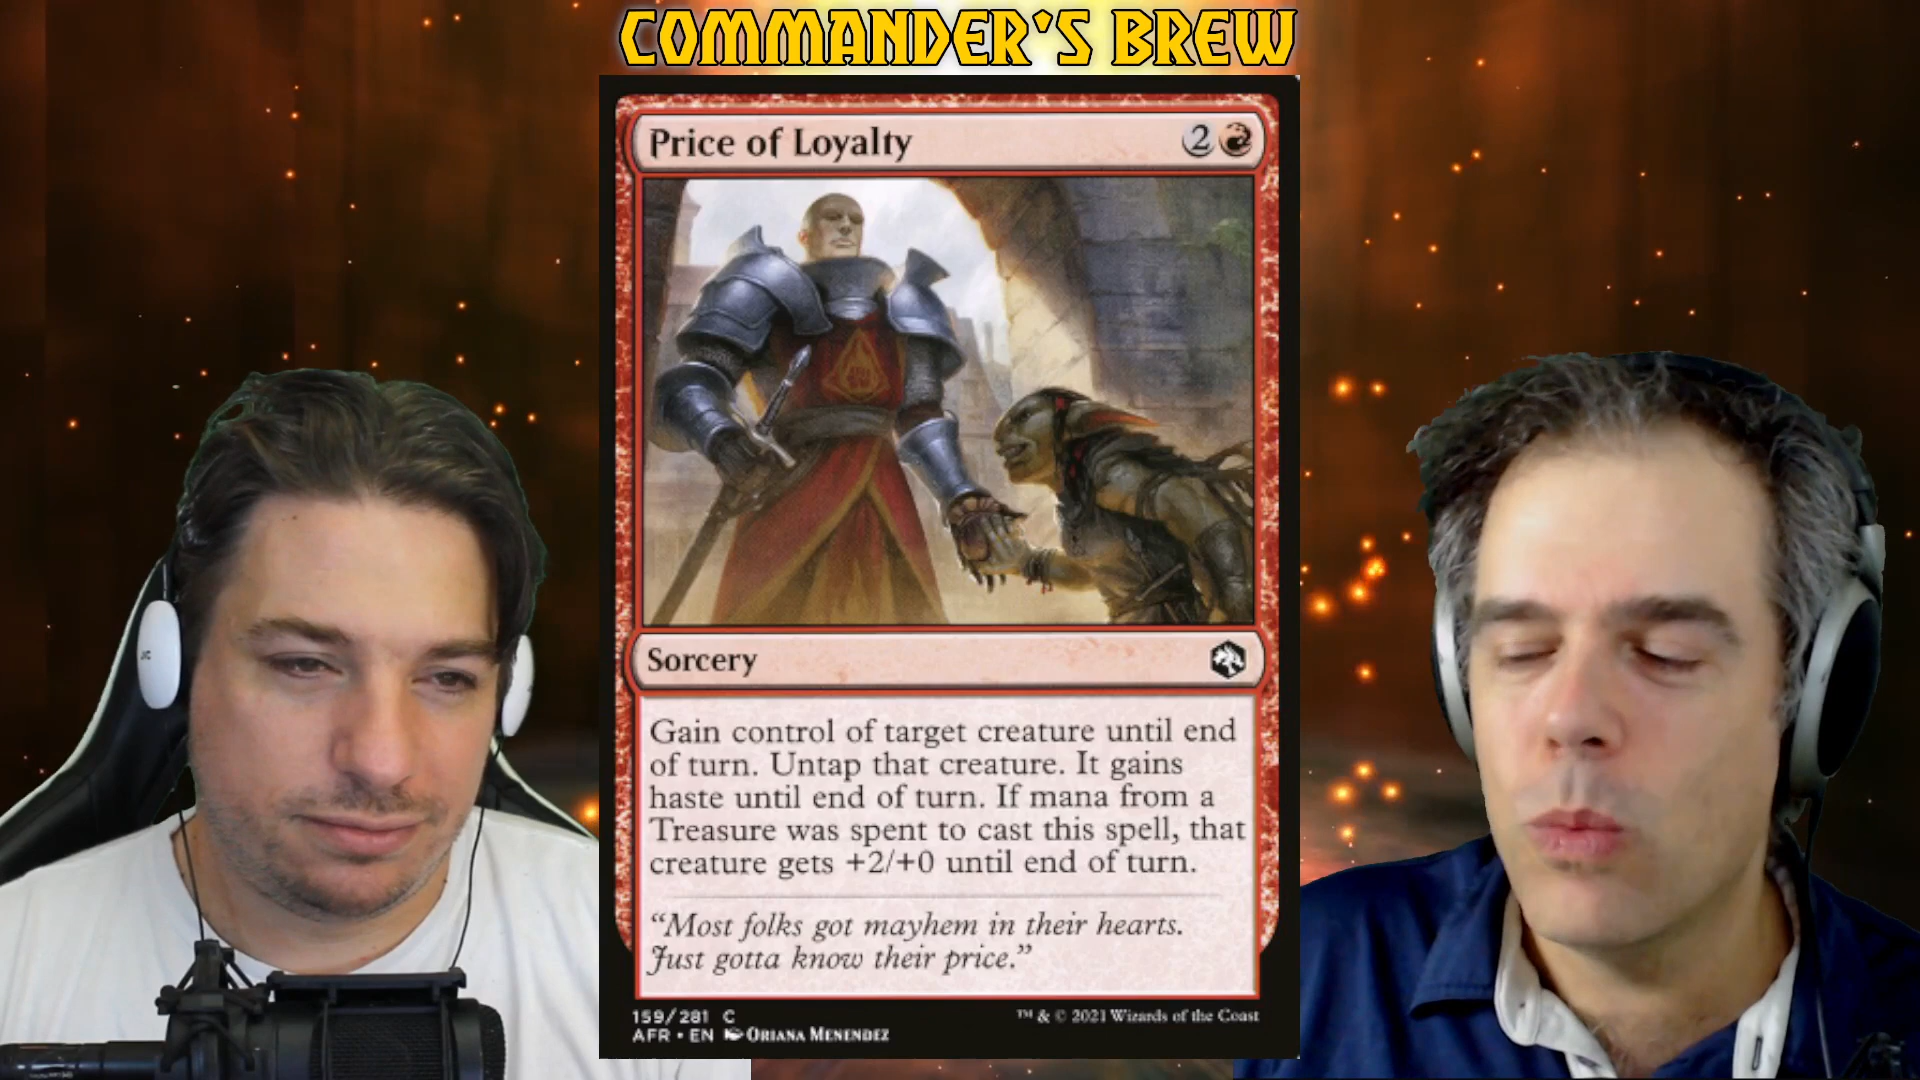 COMMANDER'S BREW
Price of Loyalty
2
Sorcery
Gain control of target creature until end
of turn. Untap that creature. It gains
haste until end of turn. If mana from a
Treasure was spent to cast this spell, that
creature gets +2/+0 until end of turn.
“Most folks got mayhem in their hearts.
Just gotta know their price.”
159/281 C
™ & © 2021 Wizards of the Coast
AFR • EN ORIANA MENENDEZ
JVC